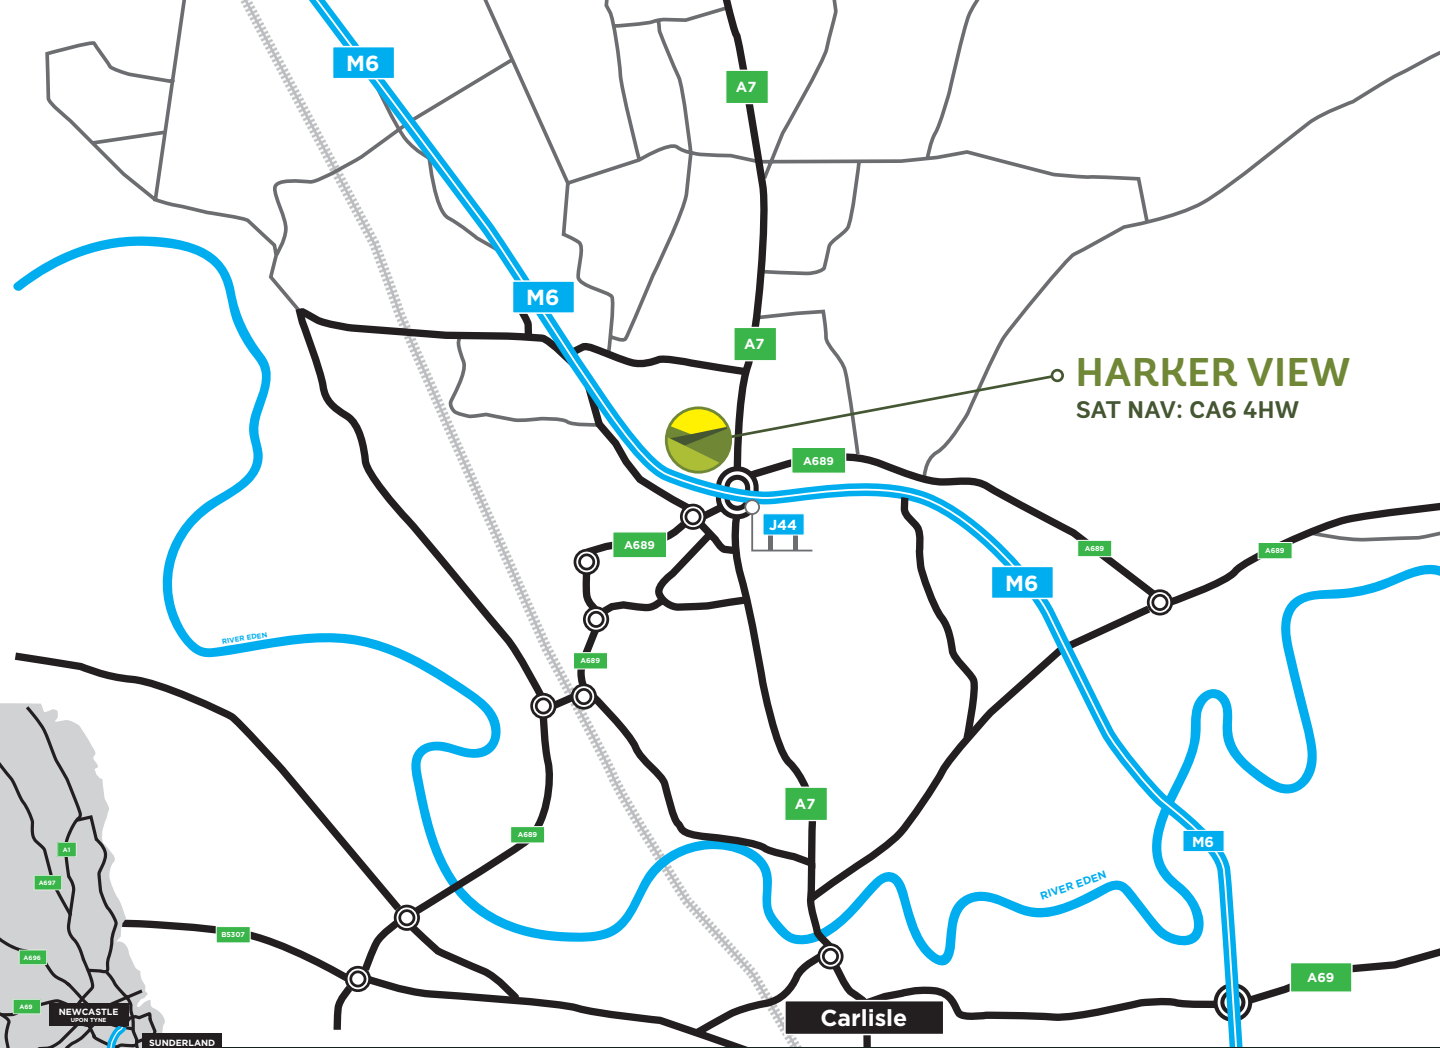 M6
A7
M6
A7
HARKER VIEW
SAT NAV: CA6 4HW
A689
J44
A689
A689
A689
M6
RIVER EDEN
A689
A7
A689
M6
A1
A697
RIVER EDEN
B5307
A696
A69
A69
NEWCASTLE
UPON TYNE
Carlisle
SUNDERLAND